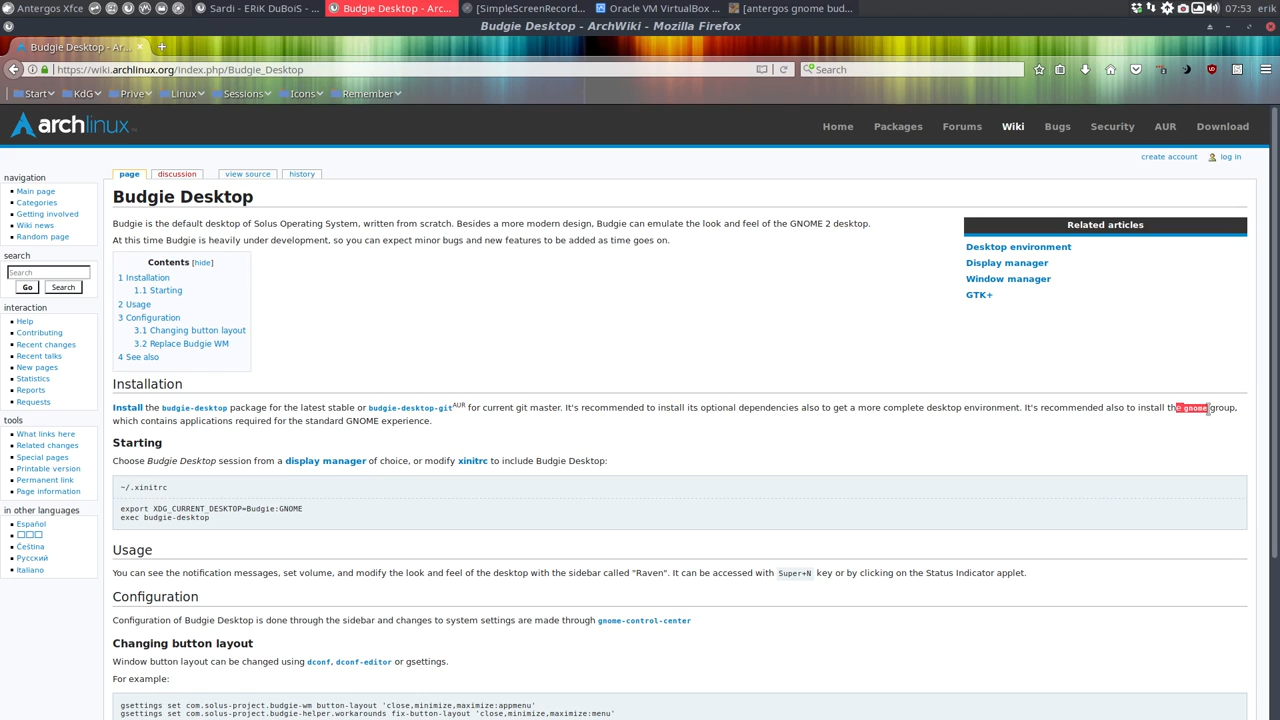 Antergos Xfce
Sardi - ERiK DuBoiS - ...
Budgie Desktop - Arc...
[SimpleScreenRecord...
Oracle VM VirtualBox ...
[antergos gnome bud...
07:53 erik
Budgie Desktop - ArchWiki - Mozilla Firefox
Budgie Desktop - Ar...
https://wiki.archlinux.org/index.php/Budgie_Desktop
Search
Start KdG Prive Linux Sessions Icons Remember
archlinux
Home Packages Forums Wiki Bugs Security AUR Download
create account log in
page discussion view source history
navigation
Main page
Categories
Getting involved
Wiki news
Random page
search
Search
Go Search
interaction
Help
Contributing
Recent changes
Recent talks
New pages
Statistics
Reports
Requests
tools
What links here
Related changes
Special pages
Printable version
Permanent link
Page information
in other languages
Español
Čeština
Русский
Italiano
Budgie Desktop
Budgie is the default desktop of Solus Operating System, written from scratch. Besides a more modern design, Budgie can emulate the look and feel of the GNOME 2 desktop.
At this time Budgie is heavily under development, so you can expect minor bugs and new features to be added as time goes on.
Related articles
Desktop environment
Display manager
Window manager
GTK+
Contents [hide]
1 Installation
1.1 Starting
2 Usage
3 Configuration
3.1 Changing button layout
3.2 Replace Budgie WM
4 See also
Installation
Install the budgie-desktop package for the latest stable or budgie-desktop-git AUR for current git master. It's recommended to install its optional dependencies also to get a more complete desktop environment. It's recommended also to install the gnome group,
which contains applications required for the standard GNOME experience.
Starting
Choose Budgie Desktop session from a display manager of choice, or modify xinitrc to include Budgie Desktop:
~/.xinitrc
export XDG_CURRENT_DESKTOP=Budgie:GNOME
exec budgie-desktop
Usage
You can see the notification messages, set volume, and modify the look and feel of the desktop with the sidebar called "Raven". It can be accessed with Super+N key or by clicking on the Status Indicator applet.
Configuration
Configuration of Budgie Desktop is done through the sidebar and changes to system settings are made through gnome-control-center
Changing button layout
Window button layout can be changed using dconf, dconf-editor or gsettings.
For example:
gsettings set com.solus-project.budgie-wm button-layout 'close,minimize,maximize:appmenu'
gsettings set com.solus-project.budgie-helper.workarounds fix-button-layout 'close,minimize,maximize:menu'